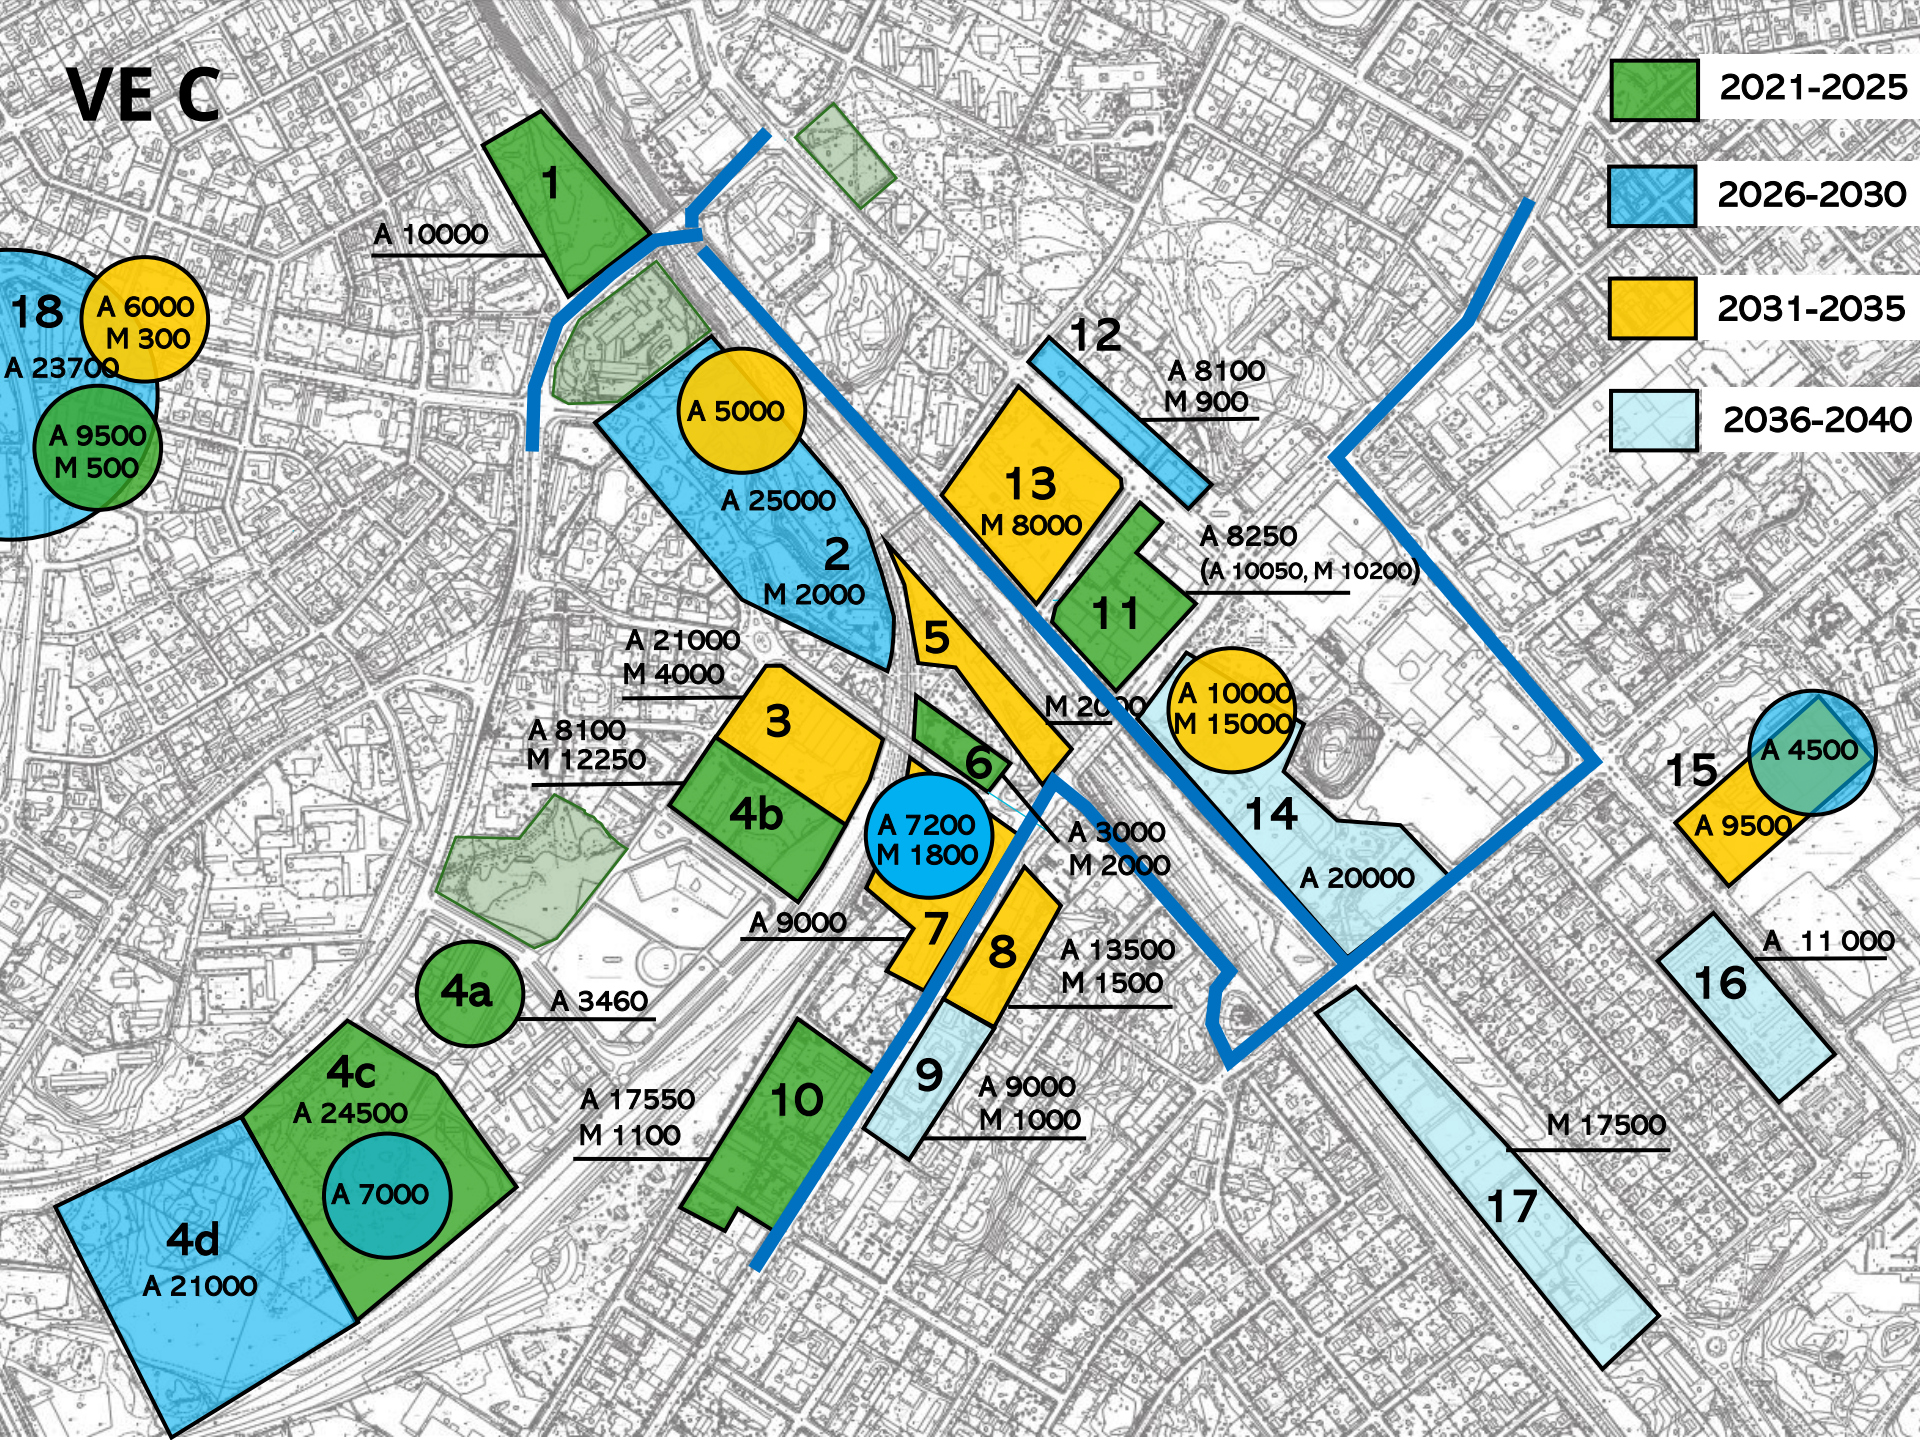 VE C
2021-2025
2026-2030
2031-2035
2036-2040
1
A 10000
18
A 6000
M 300
A 23700
A 9500
M 500
A 5000
A 25000
2
M 2000
12
A 8100
M 900
13
M 8000
A 8250
(A 10050, M 10200)
11
5
M 2000
A 21000
M 4000
3
A 8100
M 12250
4b
6
A 3000
M 2000
A 7200
M 1800
A 9000
7
8
A 13500
M 1500
A 10000
M 15000
14
A 20000
15
A 4500
A 9500
16
A 11 000
4a
A 3460
4c
A 24500
A 7000
4d
A 21000
A 17550
M 1100
10
9
A 9000
M 1000
M 17500
17